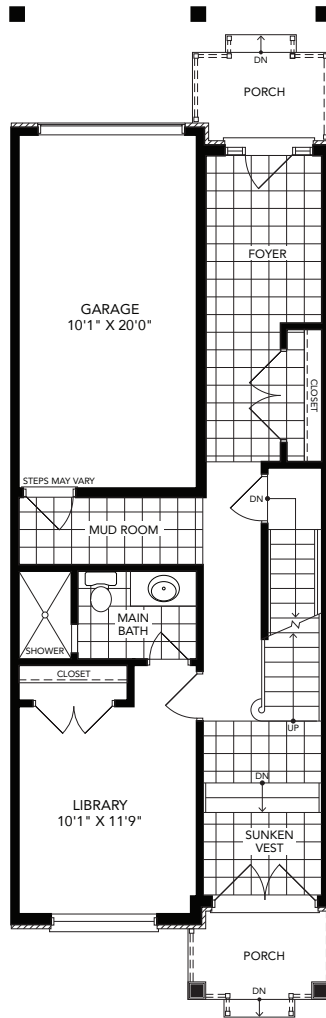 DN
PORCH
FOYER
GARAGE
10'1" X 20'0"
CLOSET
STEPS MAY VARY
DN
MUD ROOM
MAIN
BATH
SHOWER
CLOSET
UP
DN
LIBRARY
10'1" X 11'9"
SUNKEN
VEST
PORCH
DN